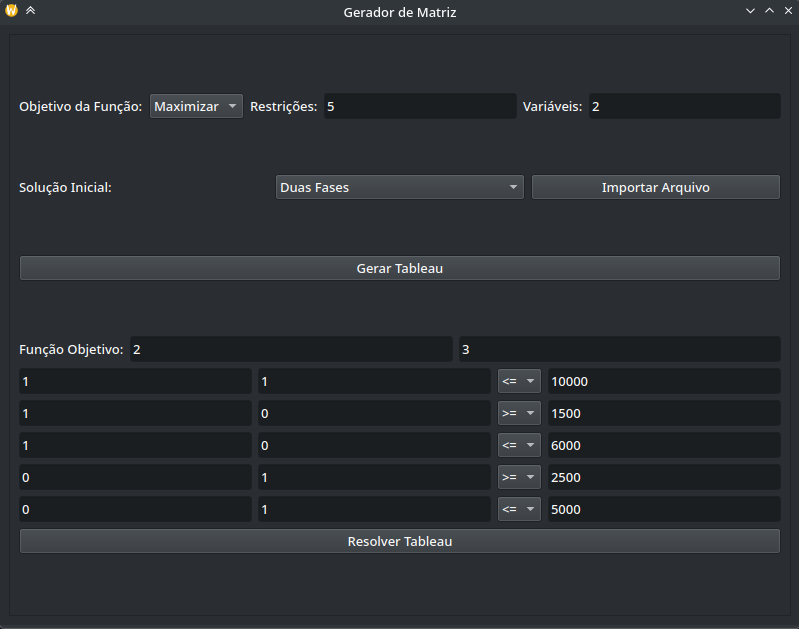 Gerador de Matriz
Objetivo da Função: Maximizar Restrições: 5 Variáveis: 2
Solução Inicial: Duas Fases Importar Arquivo
Gerar Tableau
Função Objetivo: 2 3
1 1 <= 10000
1 0 >= 1500
1 0 <= 6000
0 1 >= 2500
0 1 <= 5000
Resolver Tableau